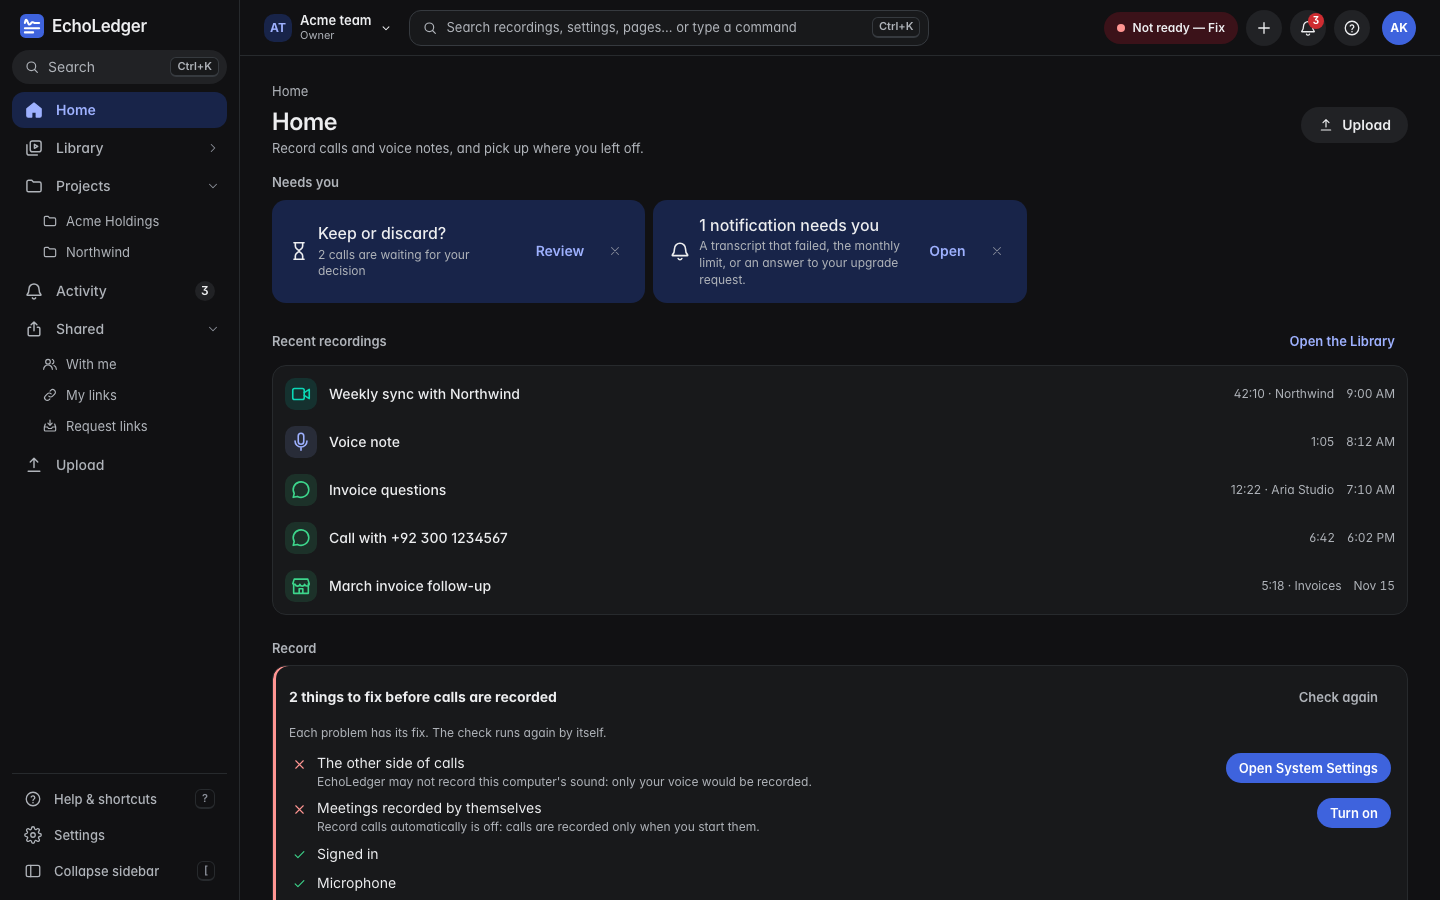 EchoLedger
Search Ctrl+K
Home
Library
Projects
Acme Holdings
Northwind
Activity 3
Shared
With me
My links
Request links
Upload
Help & shortcuts ?
Settings
Collapse sidebar [
AT Acme team
Owner
Search recordings, settings, pages... or type a command Ctrl+K
Not ready — Fix
3
AK
Home
Home
Record calls and voice notes, and pick up where you left off.
Upload
Needs you
Keep or discard?
2 calls are waiting for your
decision
Review
1 notification needs you
A transcript that failed, the monthly
limit, or an answer to your upgrade
request.
Open
Recent recordings Open the Library
Weekly sync with Northwind 42:10 · Northwind 9:00 AM
Voice note 1:05 8:12 AM
Invoice questions 12:22 · Aria Studio 7:10 AM
Call with +92 300 1234567 6:42 6:02 PM
March invoice follow-up 5:18 · Invoices Nov 15
Record
2 things to fix before calls are recorded Check again
Each problem has its fix. The check runs again by itself.
The other side of calls
EchoLedger may not record this computer's sound: only your voice would be recorded.
Open System Settings
Meetings recorded by themselves
Record calls automatically is off: calls are recorded only when you start them.
Turn on
Signed in
Microphone